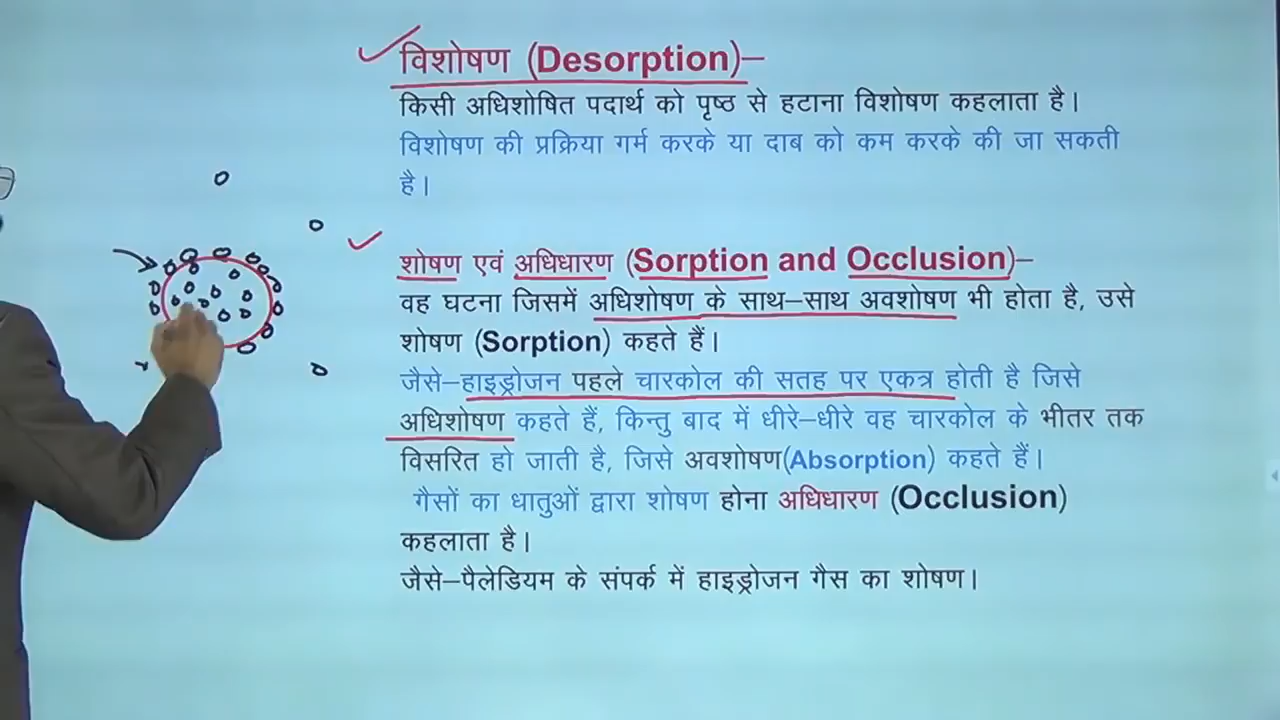 विशोषण (Desorption)–
किसी अधिशोषित पदार्थ को पृष्ठ से हटाना विशोषण कहलाता है।
विशोषण की प्रक्रिया गर्म करके या दाब को कम करके की जा सकती
है।
शोषण एवं अधिधारण (Sorption and Occlusion)–
वह घटना जिसमें अधिशोषण के साथ–साथ अवशोषण भी होता है, उसे
शोषण (Sorption) कहते हैं।
जैसे–हाइड्रोजन पहले चारकोल की सतह पर एकत्र होती है जिसे
अधिशोषण कहते हैं, किन्तु बाद में धीरे–धीरे वह चारकोल के भीतर तक
विसरित हो जाती है, जिसे अवशोषण(Absorption) कहते हैं।
गैसों का धातुओं द्वारा शोषण होना अधिधारण (Occlusion)
कहलाता है।
जैसे–पैलेडियम के संपर्क में हाइड्रोजन गैस का शोषण।